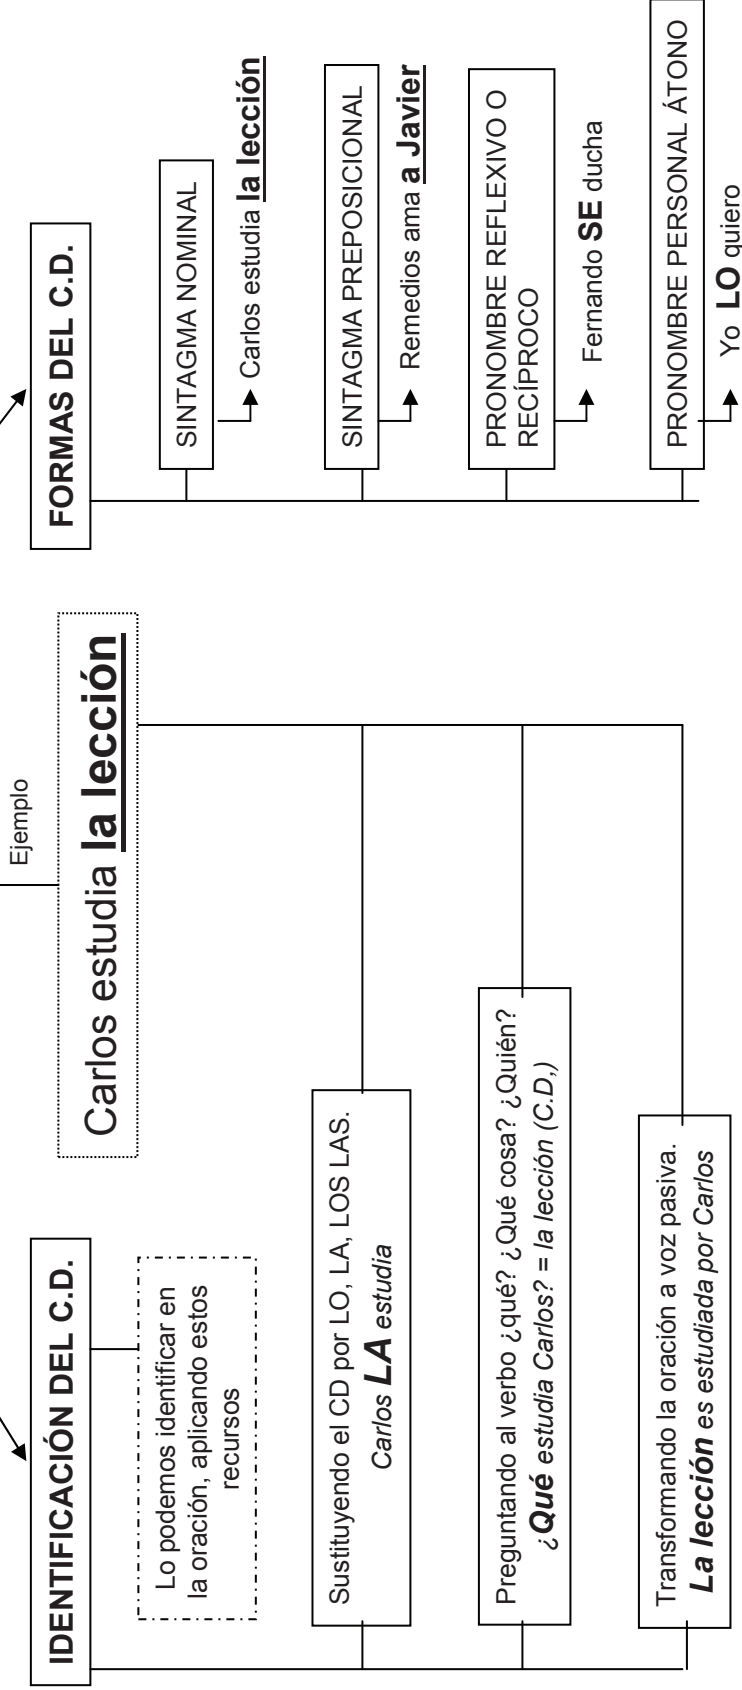 Ejemplo
Carlos estudia la lección
IDENTIFICACIÓN DEL C.D.
Lo podemos identificar en
la oración, aplicando estos
recursos
Sustituyendo el CD por LO, LA, LOS LAS.
Carlos LA estudia
Preguntando al verbo ¿qué? ¿Qué cosa? ¿Quién?
¿Qué estudia Carlos? = la lección (C.D,)
Transformando la oración a voz pasiva.
La lección es estudiada por Carlos
FORMAS DEL C.D.
SINTAGMA NOMINAL
Carlos estudia la lección
SINTAGMA PREPOSICIONAL
Remedios ama a Javier
PRONOMBRE REFLEXIVO O
RECÍPROCO
Fernando SE ducha
PRONOMBRE PERSONAL ÁTONO
Yo LO quiero